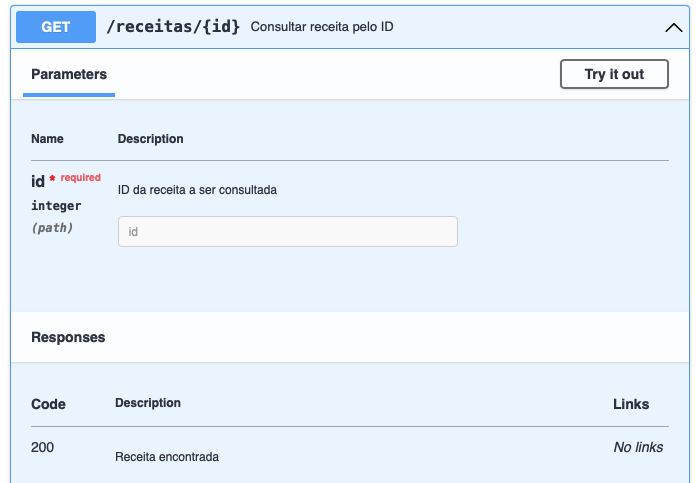 GET /receitas/{id} Consultar receita pelo ID
Parameters Try it out
Name Description
id * required ID da receita a ser consultada
integer
(path) id
Responses
Code Description Links
200 Receita encontrada No links